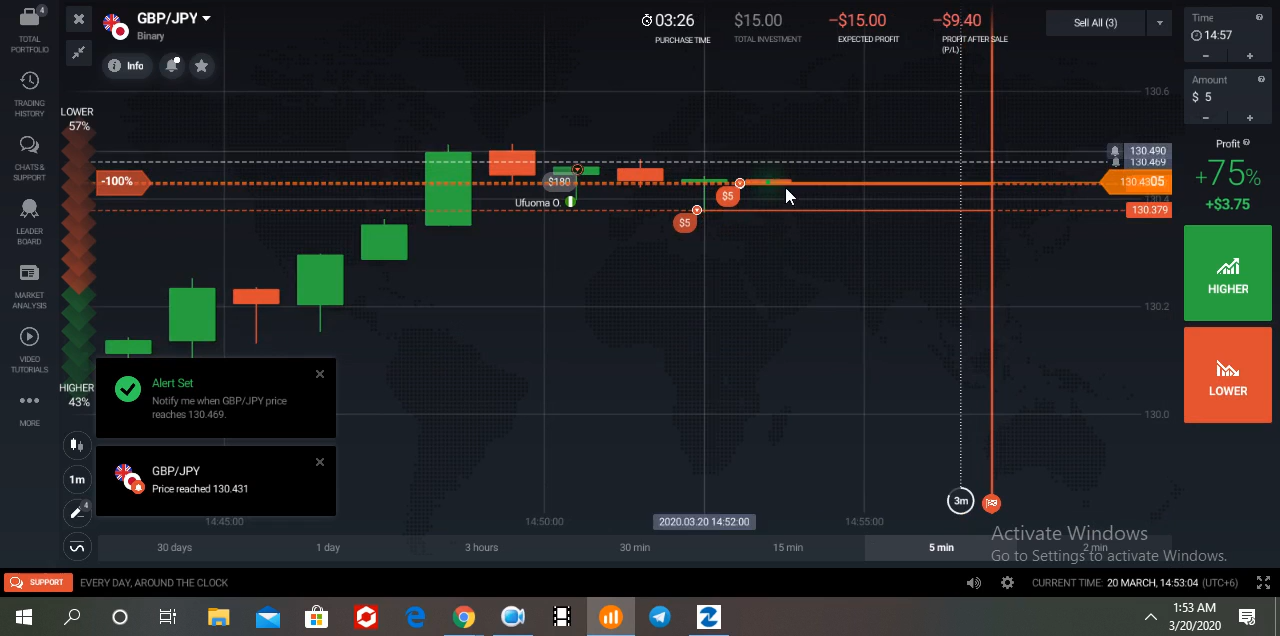 4
TOTAL
PORTFOLIO
TRADING
HISTORY
CHATS &
SUPPORT
LEADER
BOARD
MARKET
ANALYSIS
VIDEO
TUTORIALS
MORE
GBP/JPY
Binary
Info
03:26
PURCHASE TIME
$15.00
TOTAL INVESTMENT
–$15.00
EXPECTED PROFIT
–$9.40
PROFIT AFTER SALE
(P/L):
Sell All (3)
Time
14:57
–
+
Amount
$ 5
–
+
Profit
+75%
+$3.75
HIGHER
LOWER
LOWER
57%
-100%
HIGHER
43%
$180
Ufuoma O.
$5
$5
130.6
130.490
130.469
130.4305
130.4
130.379
130.2
130.0
Alert Set
Notify me when GBP/JPY price
reaches 130.469.
GBP/JPY
Price reached 130.431
1m
4
3m
14:45:00
14:50:00
2020.03.20 14:52:00
14:55:00
30 days
1 day
3 hours
30 min
15 min
5 min
2 min
Activate Windows
Go to Settings to activate Windows.
SUPPORT
EVERY DAY, AROUND THE CLOCK
CURRENT TIME: 20 MARCH, 14:53:04 (UTC+6)
1:53 AM
3/20/2020